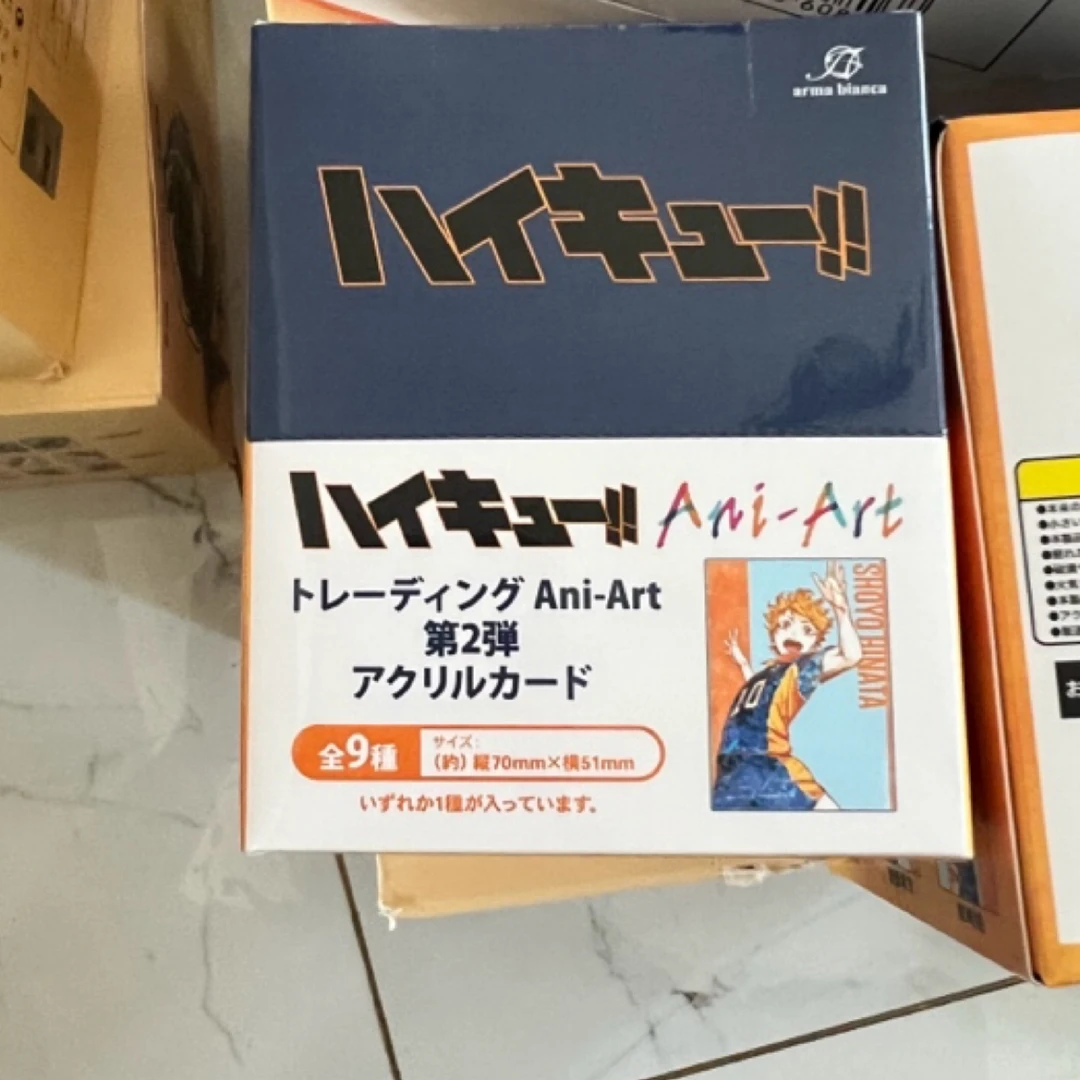 arma bianca
ハイキュー!!
ハイキュー!! Ani-Art
トレーディング Ani-Art
第2弾
アクリルカード
全9種
サイズ:
(約) 縦70mm×横51mm
いずれか1種が入っています。
SHOYO HINATA
10